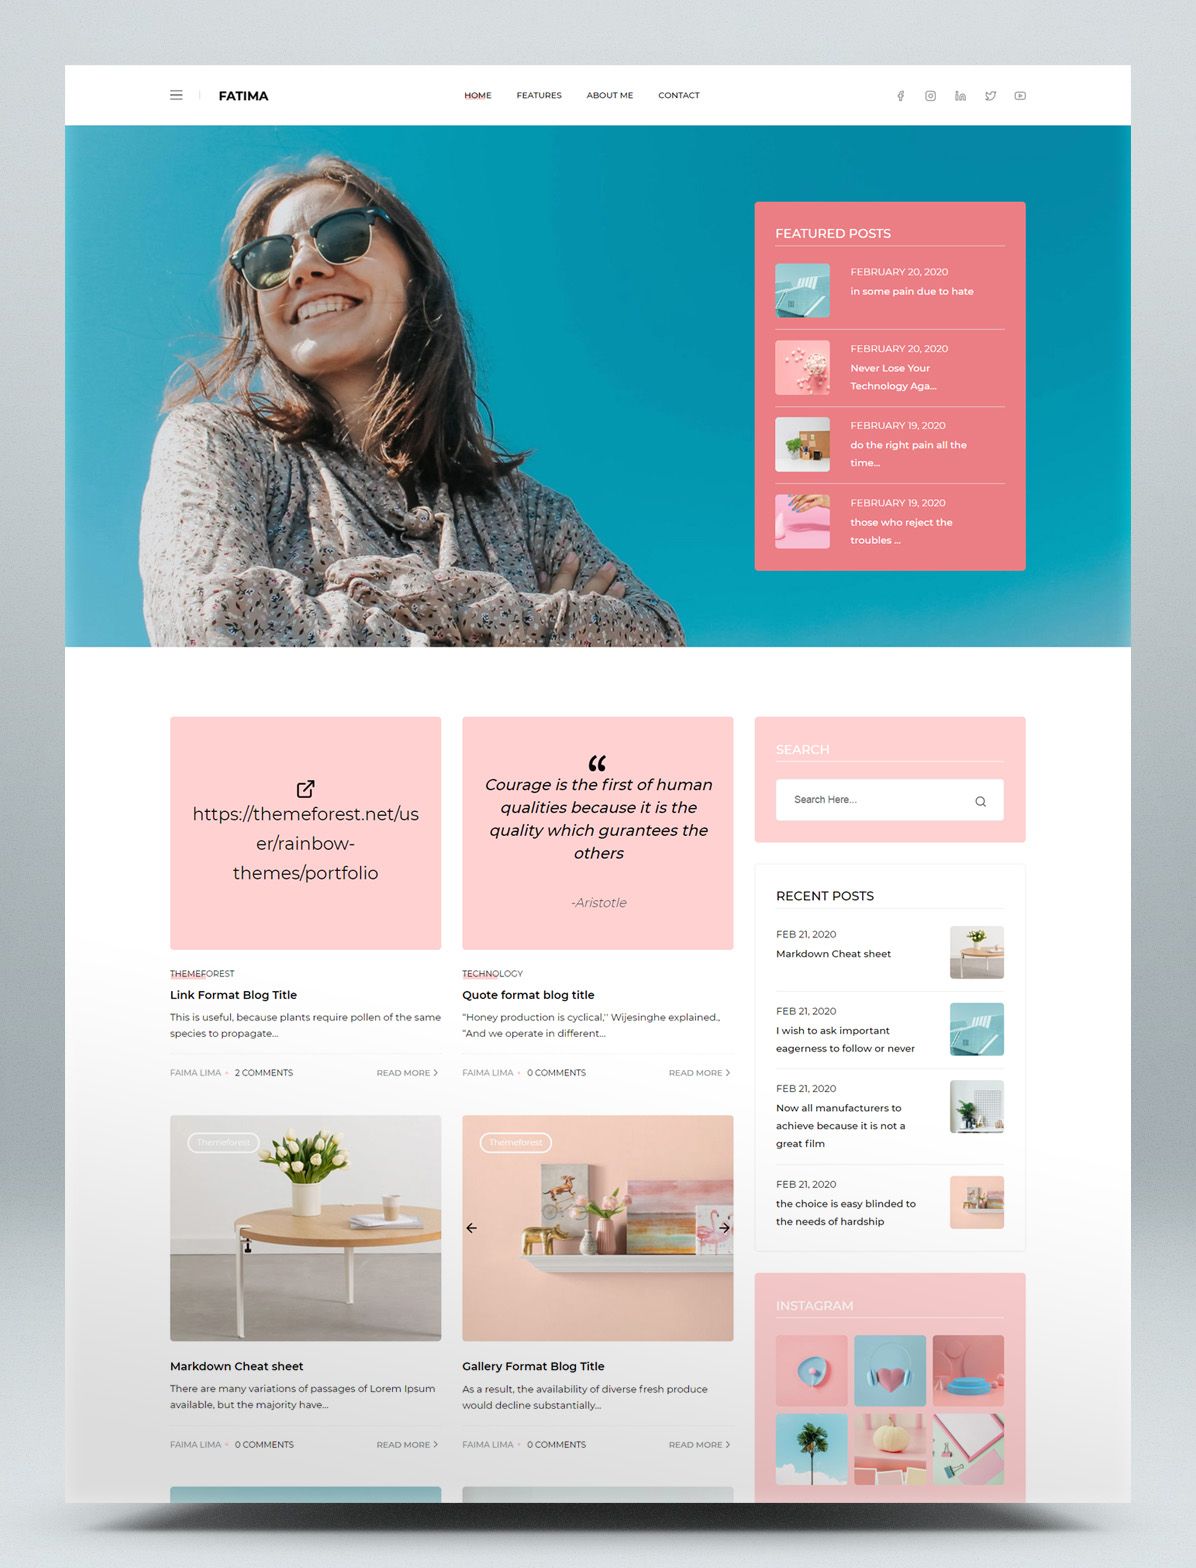 FATIMA
HOME FEATURES ABOUT ME CONTACT
FEATURED POSTS
FEBRUARY 20, 2020
in some pain due to hate
FEBRUARY 20, 2020
Never Lose Your
Technology Aga...
FEBRUARY 19, 2020
do the right pain all the
time...
FEBRUARY 19, 2020
those who reject the
troubles ...
https://themeforest.net/us
er/rainbow-
themes/portfolio
THEMEFOREST
Link Format Blog Title
This is useful, because plants require pollen of the same
species to propagate...
FAIMA LIMA • 2 COMMENTS READ MORE >
“
Courage is the first of human
qualities because it is the
quality which gurantees the
others
-Aristotle
TECHNOLOGY
Quote format blog title
"Honey production is cyclical," Wijesinghe explained.,
"And we operate in different...
FAIMA LIMA • 0 COMMENTS READ MORE >
Themeforest
Markdown Cheat sheet
There are many variations of passages of Lorem Ipsum
available, but the majority have...
FAIMA LIMA • 0 COMMENTS READ MORE >
Themeforest
Gallery Format Blog Title
As a result, the availability of diverse fresh produce
would decline substantially...
FAIMA LIMA • 0 COMMENTS READ MORE >
SEARCH
Search Here...
RECENT POSTS
FEB 21, 2020
Markdown Cheat sheet
FEB 21, 2020
I wish to ask important
eagerness to follow or never
FEB 21, 2020
Now all manufacturers to
achieve because it is not a
great film
FEB 21, 2020
the choice is easy blinded to
the needs of hardship
INSTAGRAM